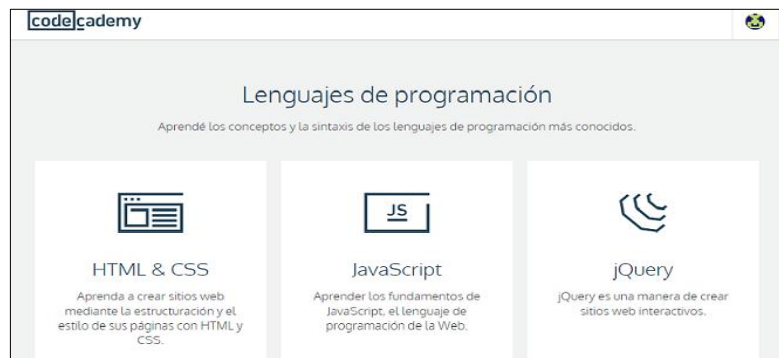 codecademy
Lenguajes de programación
Aprendé los conceptos y la sintaxis de los lenguajes de programación más conocidos.
JS
HTML & CSS
Aprenda a crear sitios web
mediante la estructuración y el
estilo de sus páginas con HTML y
CSS.
JavaScript
Aprender los fundamentos de
JavaScript, el lenguaje de
programación de la Web.
jQuery
jQuery es una manera de crear
sitios web interactivos.